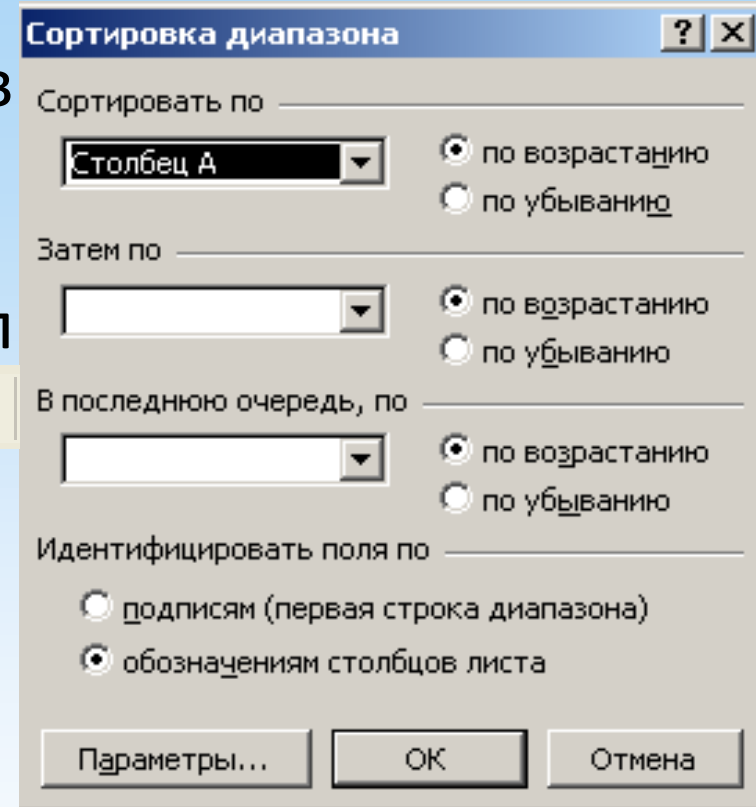 Сортировка диапазона
в
Сортировать по
Столбец А
по возрастанию
по убыванию
Затем по
по возрастанию
по убыванию
В последнюю очередь, по
по возрастанию
по убыванию
Идентифицировать поля по
подписям (первая строка диапазона)
обозначениям столбцов листа
Параметры...
ОК
Отмена